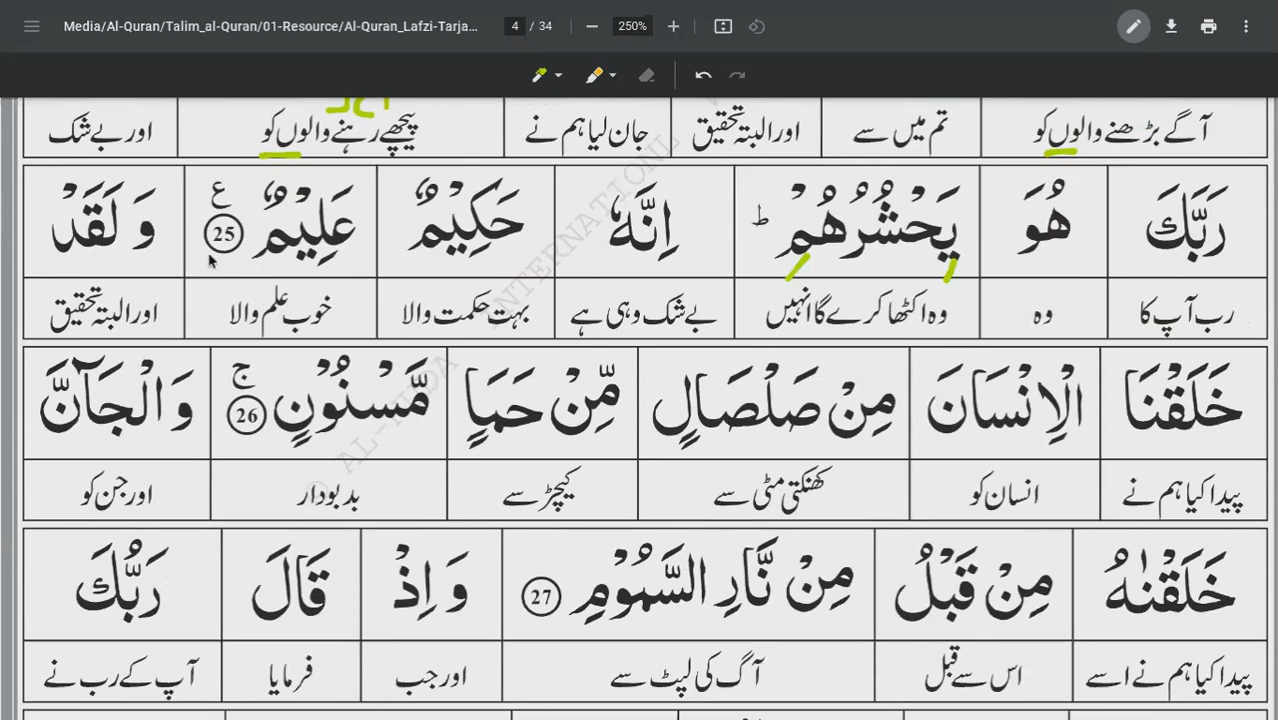 Media/Al-Quran/Talim_al-Quran/01-Resource/Al-Quran_Lafzi-Tarja... 4 / 34 250%
آگے بڑھنے والوں کو تم میں سے اور البتہ تحقیق جان لیا ہم نے پیچھے رہنے والوں کو اور بے شک
رَبَّكَ هُوَ يَحْشُرُهُمْ ؕ اِنَّهٗ حَكِيْمٌ عَلِيْمٌ ع 25 وَ لَقَدْ
رب آپ کا وہ وہ اکٹھا کرے گا انہیں بے شک وہی ہے بہت حکمت والا خوب علم والا اور البتہ تحقیق
خَلَقْنَا الْاِنْسَانَ مِنْ صَلْصَالٍ مِّنْ حَمَاٍ مَّسْنُوْنٍ ج 26 وَ الْجَآنَّ
پیدا کیا ہم نے انسان کو کھنکتی مٹی سے کیچڑ سے بد بودار اور جن کو
خَلَقْنٰهُ مِنْ قَبْلُ مِنْ نَّارِ السَّمُوْمِ 27 وَ اِذْ قَالَ رَبُّكَ
پیدا کیا ہم نے اسے اس سے قبل آگ کی لپٹ سے اور جب فرمایا آپ کے رب نے